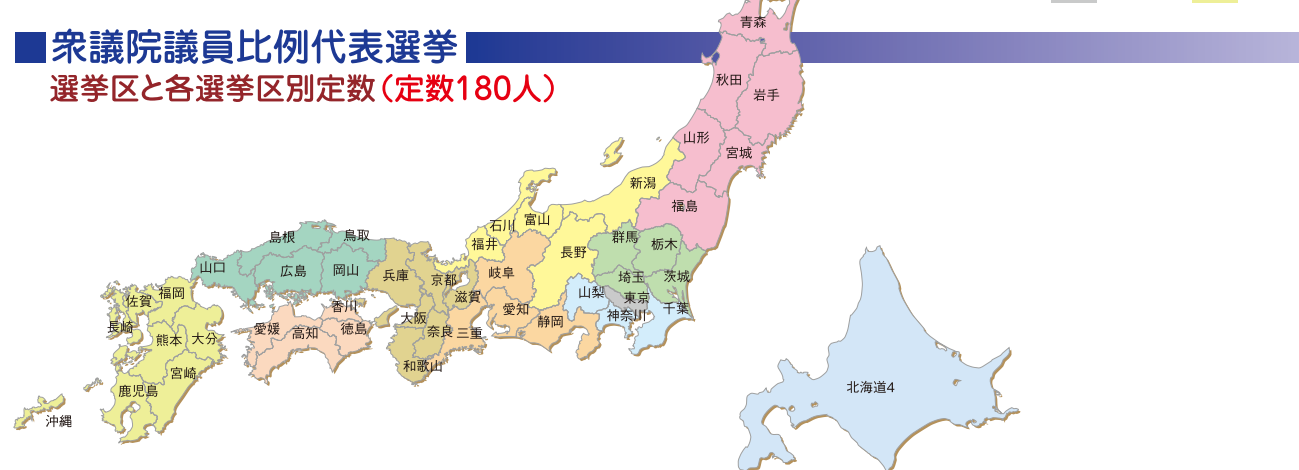 衆議院議員比例代表選挙
選挙区と各選挙区別定数（定数180人）
青森
秋田
岩手
山形
宮城
新潟
福島
石川
富山
福井
長野
群馬
栃木
島根
鳥取
山口
広島
岡山
兵庫
京都
滋賀
岐阜
埼玉
茨城
山梨
東京
千葉
神奈川
愛知
静岡
佐賀
福岡
長崎
熊本
大分
宮崎
鹿児島
沖縄
香川
愛媛
高知
徳島
大阪
奈良
三重
和歌山
北海道4